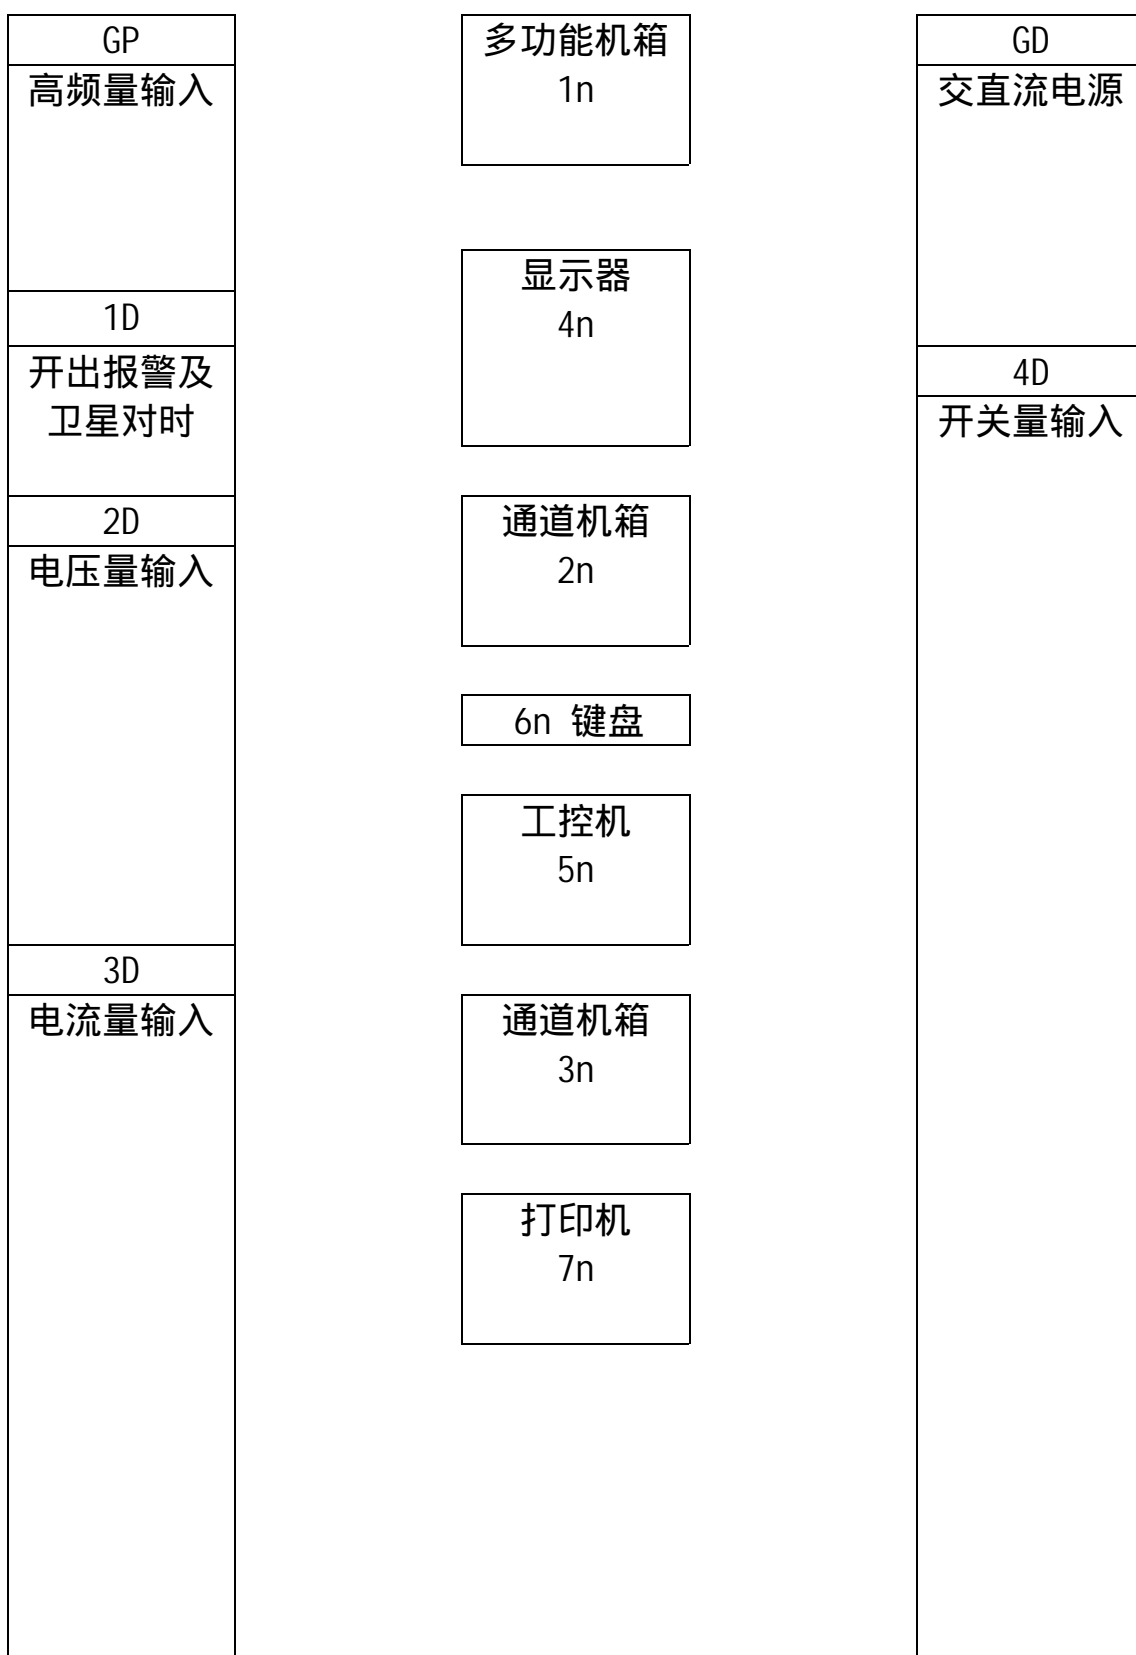 GP
高频量输入
1D
开出报警及
卫星对时
2D
电压量输入
3D
电流量输入
多功能机箱
1n
显示器
4n
通道机箱
2n
6n 键盘
工控机
5n
通道机箱
3n
打印机
7n
GD
交直流电源
4D
开关量输入